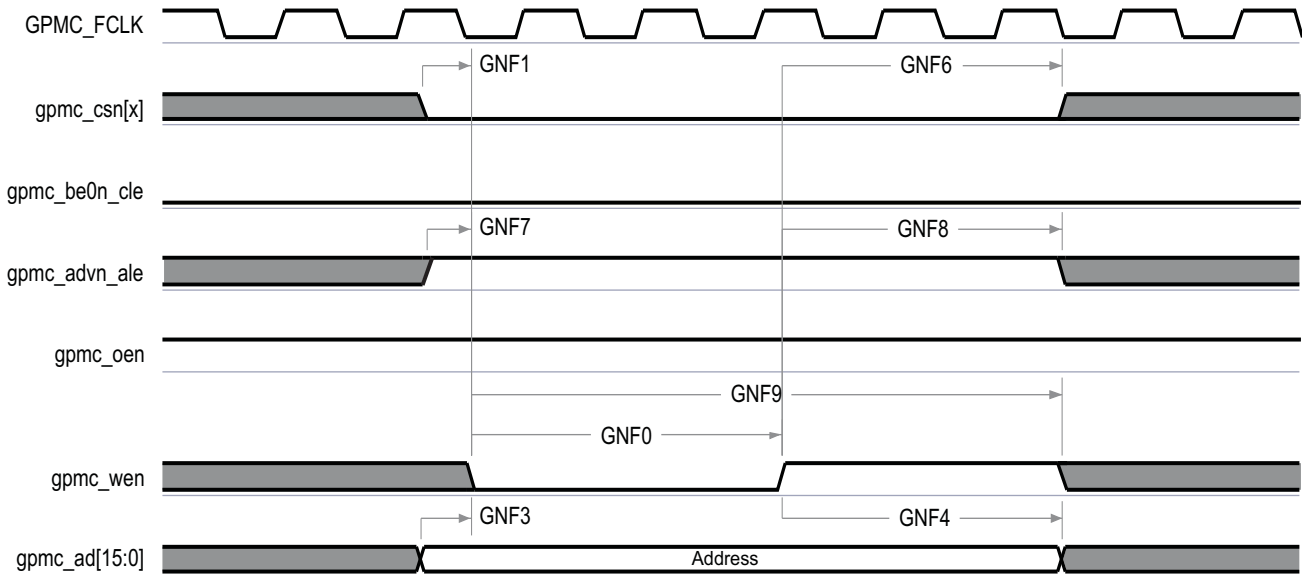 GPMC_FCLK
GNF1
GNF6
gpmc_csn[x]
gpmc_be0n_cle
GNF7
GNF8
gpmc_advn_ale
gpmc_oen
GNF9
GNF0
gpmc_wen
GNF3
GNF4
gpmc_ad[15:0]
Address